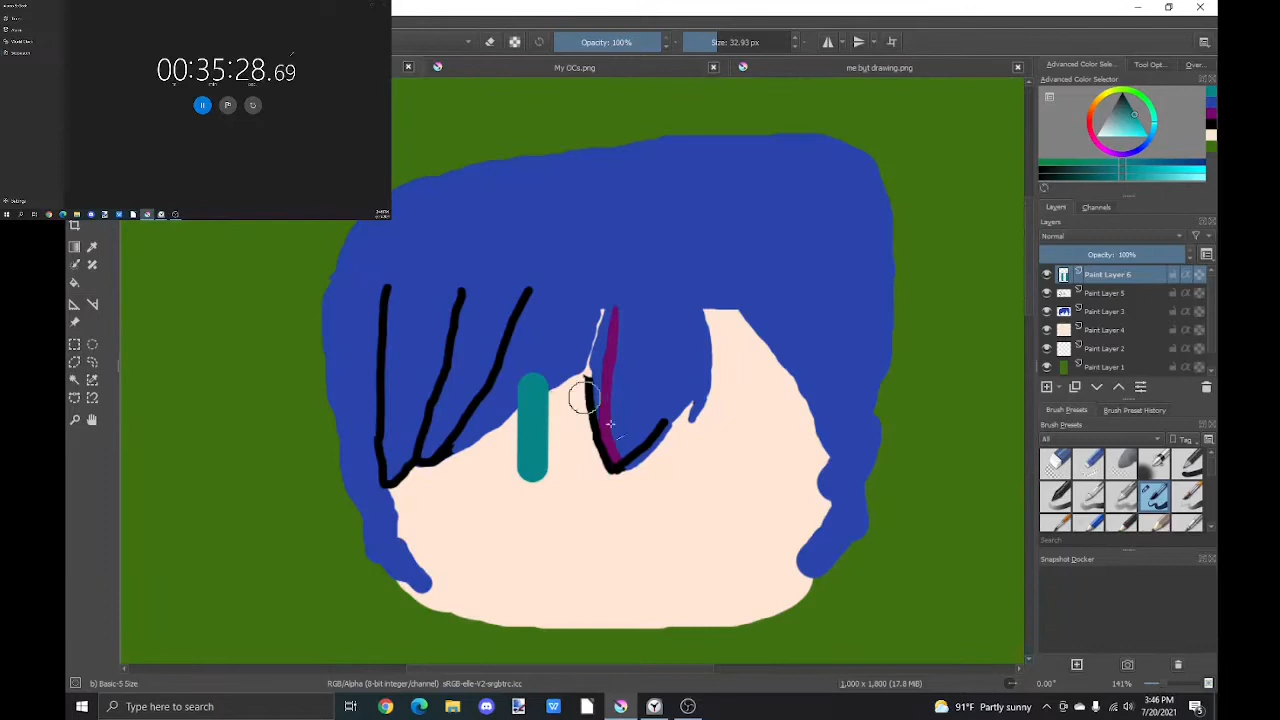 00:35:28.69
Opacity: 100%
Size: 32.93 px
My OCs.png
me but drawing.png
Advanced Color Sele...
Tool Opt...
Over...
Advanced Color Selector
Layers
Channels
Layers
Normal
Opacity: 100%
Paint Layer 6
Paint Layer 5
Paint Layer 3
Paint Layer 4
Paint Layer 2
Paint Layer 1
Brush Presets
Brush Preset History
Brush Presets
All
Tag
Search
Snapshot Docker
b) Basic-5 Size
RGB/Alpha (8-bit integer/channel) sRGB-elle-V2-srgbtrc.icc
1,000 x 1,800 (17.8 MiB)
0.00°
141%
Type here to search
91°F Partly sunny
3:46 PM
7/20/2021